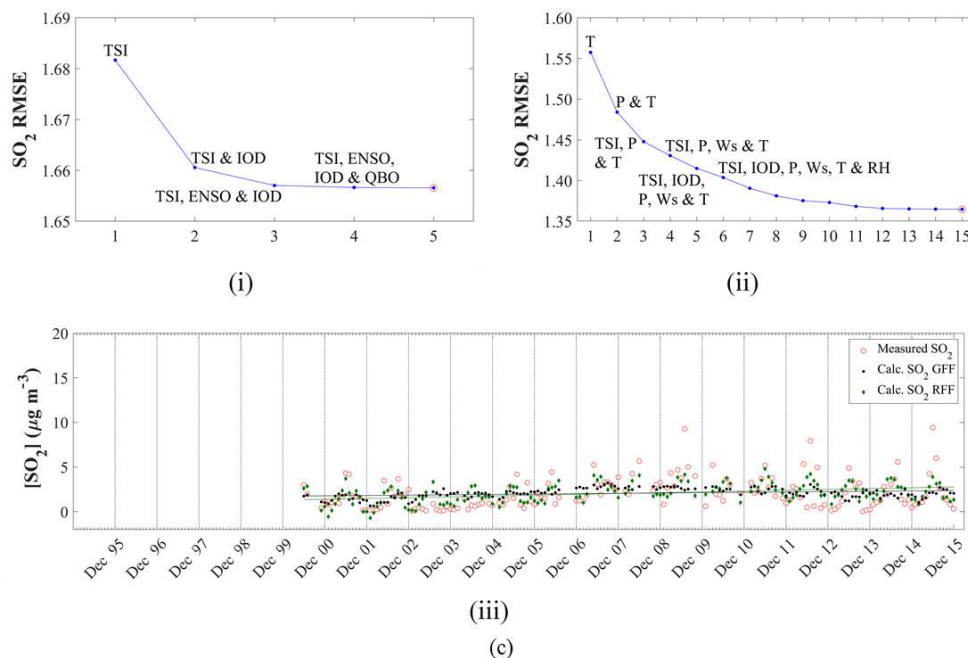 1.69
1.68
1.67
1.66
1.65
SO2 RMSE
TSI
TSI & IOD
TSI, ENSO & IOD
TSI, ENSO,
IOD & QBO
1 2 3 4 5
(i)
1.60
1.55
1.50
1.45
1.40
1.35
SO2 RMSE
T
P & T
TSI, P
& T
TSI, P, Ws & T
TSI, IOD,
P, Ws & T
TSI, IOD, P, Ws, T & RH
1 2 3 4 5 6 7 8 9 10 11 12 13 14 15
(ii)
20
15
10
5
0
[SO2] (µg m-3)
Measured SO2
Calc. SO2 GFF
Calc. SO2 RFF
Dec 95 Dec 96 Dec 97 Dec 98 Dec 99 Dec 00 Dec 01 Dec 02 Dec 03 Dec 04 Dec 05 Dec 06 Dec 07 Dec 08 Dec 09 Dec 10 Dec 11 Dec 12 Dec 13 Dec 14 Dec 15
(iii)
(c)